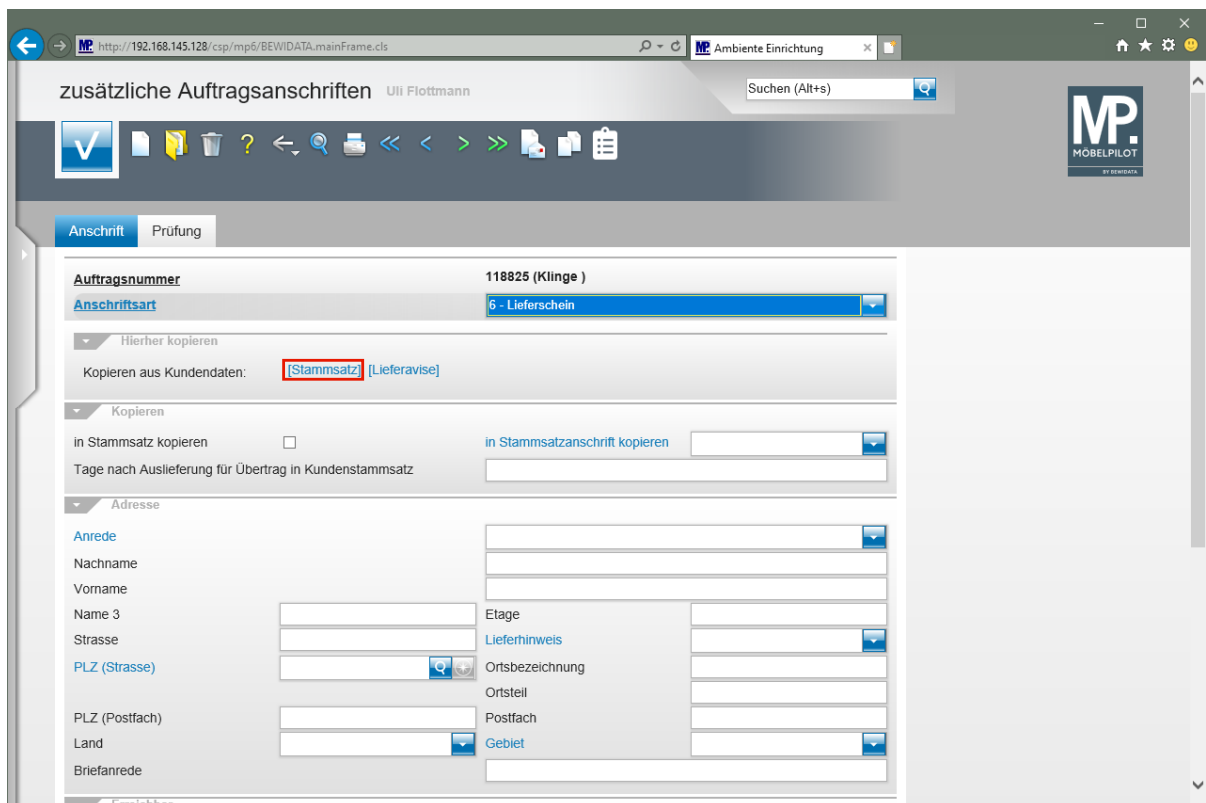 http://192.168.145.128/csp/mp6/BEWIDATA.mainFrame.cls
MP. Ambiente Einrichtung
zusätzliche Auftragsanschriften Uli Flottmann
Suchen (Alt+s)
MP.
MÖBELPILOT
BY BEWIDATA
Anschrift Prüfung
Auftragsnummer 118825 (Klinge )
Anschriftsart 6 - Lieferschein
Hierher kopieren
Kopieren aus Kundendaten: [Stammsatz] [Lieferavise]
Kopieren
in Stammsatz kopieren in Stammsatzanschrift kopieren
Tage nach Auslieferung für Übertrag in Kundenstammsatz
Adresse
Anrede
Nachname
Vorname
Name 3 Etage
Strasse Lieferhinweis
PLZ (Strasse) Ortsbezeichnung
Ortsteil
PLZ (Postfach) Postfach
Land Gebiet
Briefanrede